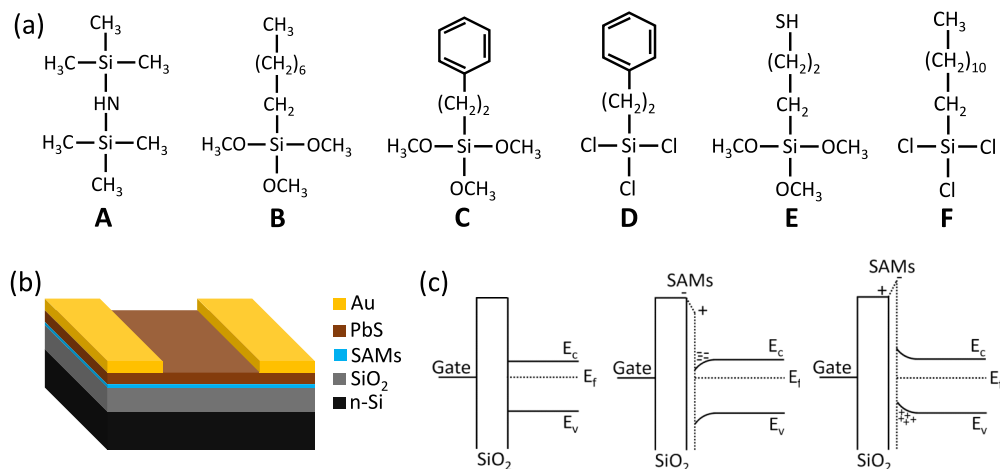 (a)
CH₃
H₃C Si CH₃
HN
H₃C Si CH₃
CH₃
A
CH₃
(CH₂)₆
CH₂
H₃CO Si OCH₃
OCH₃
B
(CH₂)₂
H₃CO Si OCH₃
OCH₃
C
(CH₂)₂
Cl Si Cl
Cl
D
SH
(CH₂)₂
CH₂
H₃CO Si OCH₃
OCH₃
E
CH₃
(CH₂)₁₀
CH₂
Cl Si Cl
Cl
F
(b)
Au
PbS
SAMs
SiO₂
n-Si
(c)
Gate
Ec
Ef
Ev
SiO₂
SAMs
- +
Gate
Ec
Ef
Ev
SiO₂
SAMs
+ -
Gate
Ec
Ef
Ev
SiO₂